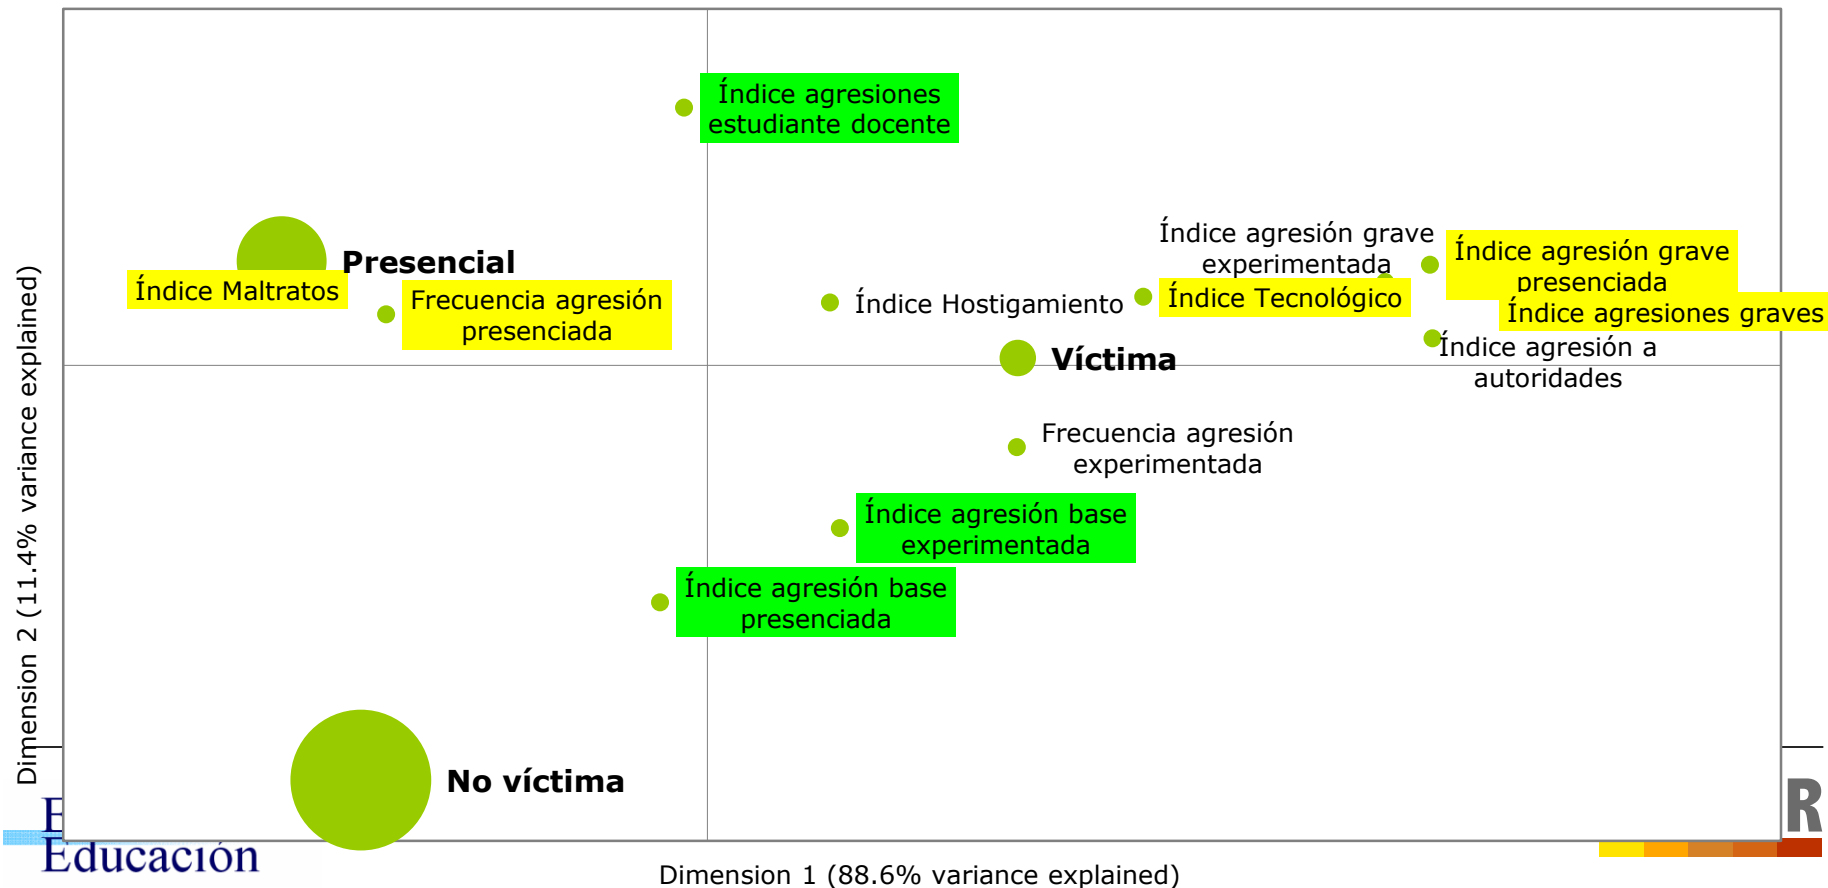 Índice agresiones
estudiante docente
Presencial
Índice Maltratos
Frecuencia agresión
presenciada
Índice Hostigamiento
Índice agresión grave
experimentada
Índice Tecnológico
Índice agresión grave
presenciada
Índice agresiones graves
Índice agresión a
autoridades
Víctima
Frecuencia agresión
experimentada
Índice agresión base
experimentada
Índice agresión base
presenciada
No víctima
Dimension 2 (11.4% variance explained)
Educación
R
Dimension 1 (88.6% variance explained)